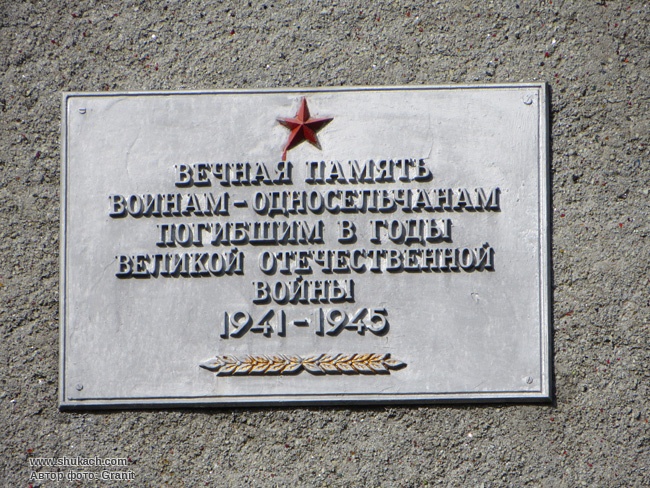 ВЕЧНАЯ ПАМЯТЬ
ВОИНАМ-ОДНОСЕЛЬЧАНАМ
ПОГИБШИМ В ГОДЫ
ВЕЛИКОЙ ОТЕЧЕСТВЕННОЙ
ВОЙНЫ
1941-1945
www.shukach.com
Автор фото: Granit